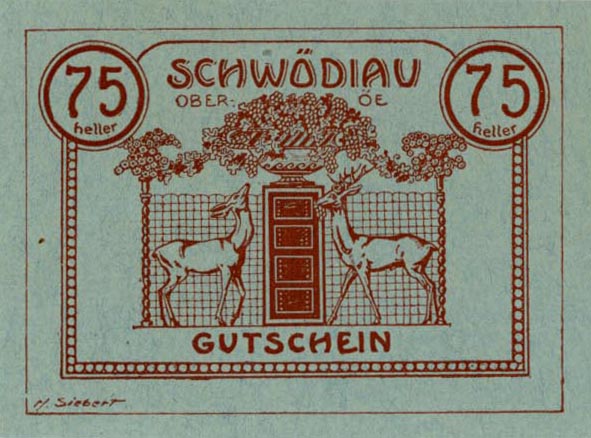 75
heller
SCHWÖDIAU
OBER- ÖE
75
heller
GUTSCHEIN
M. Siebert